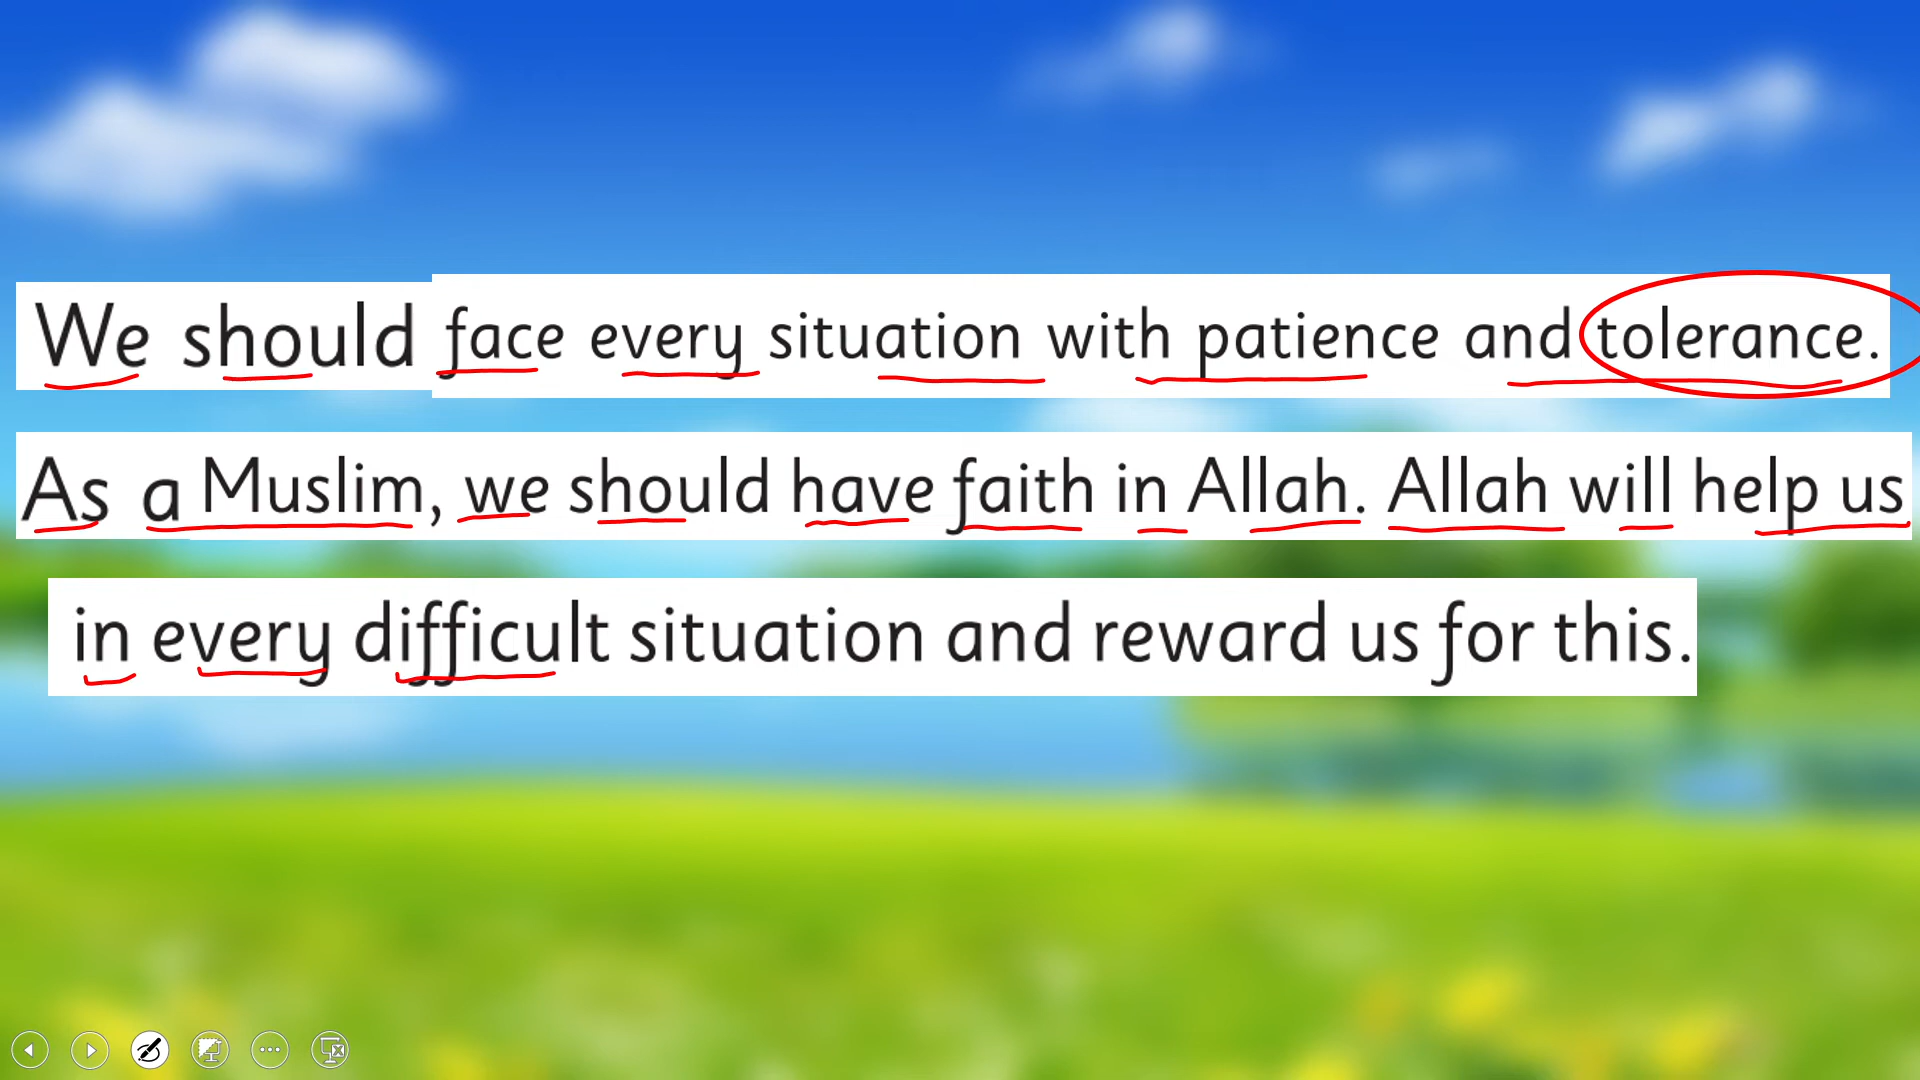 We should face every situation with patience and tolerance.
As a Muslim, we should have faith in Allah. Allah will help us
in every difficult situation and reward us for this.